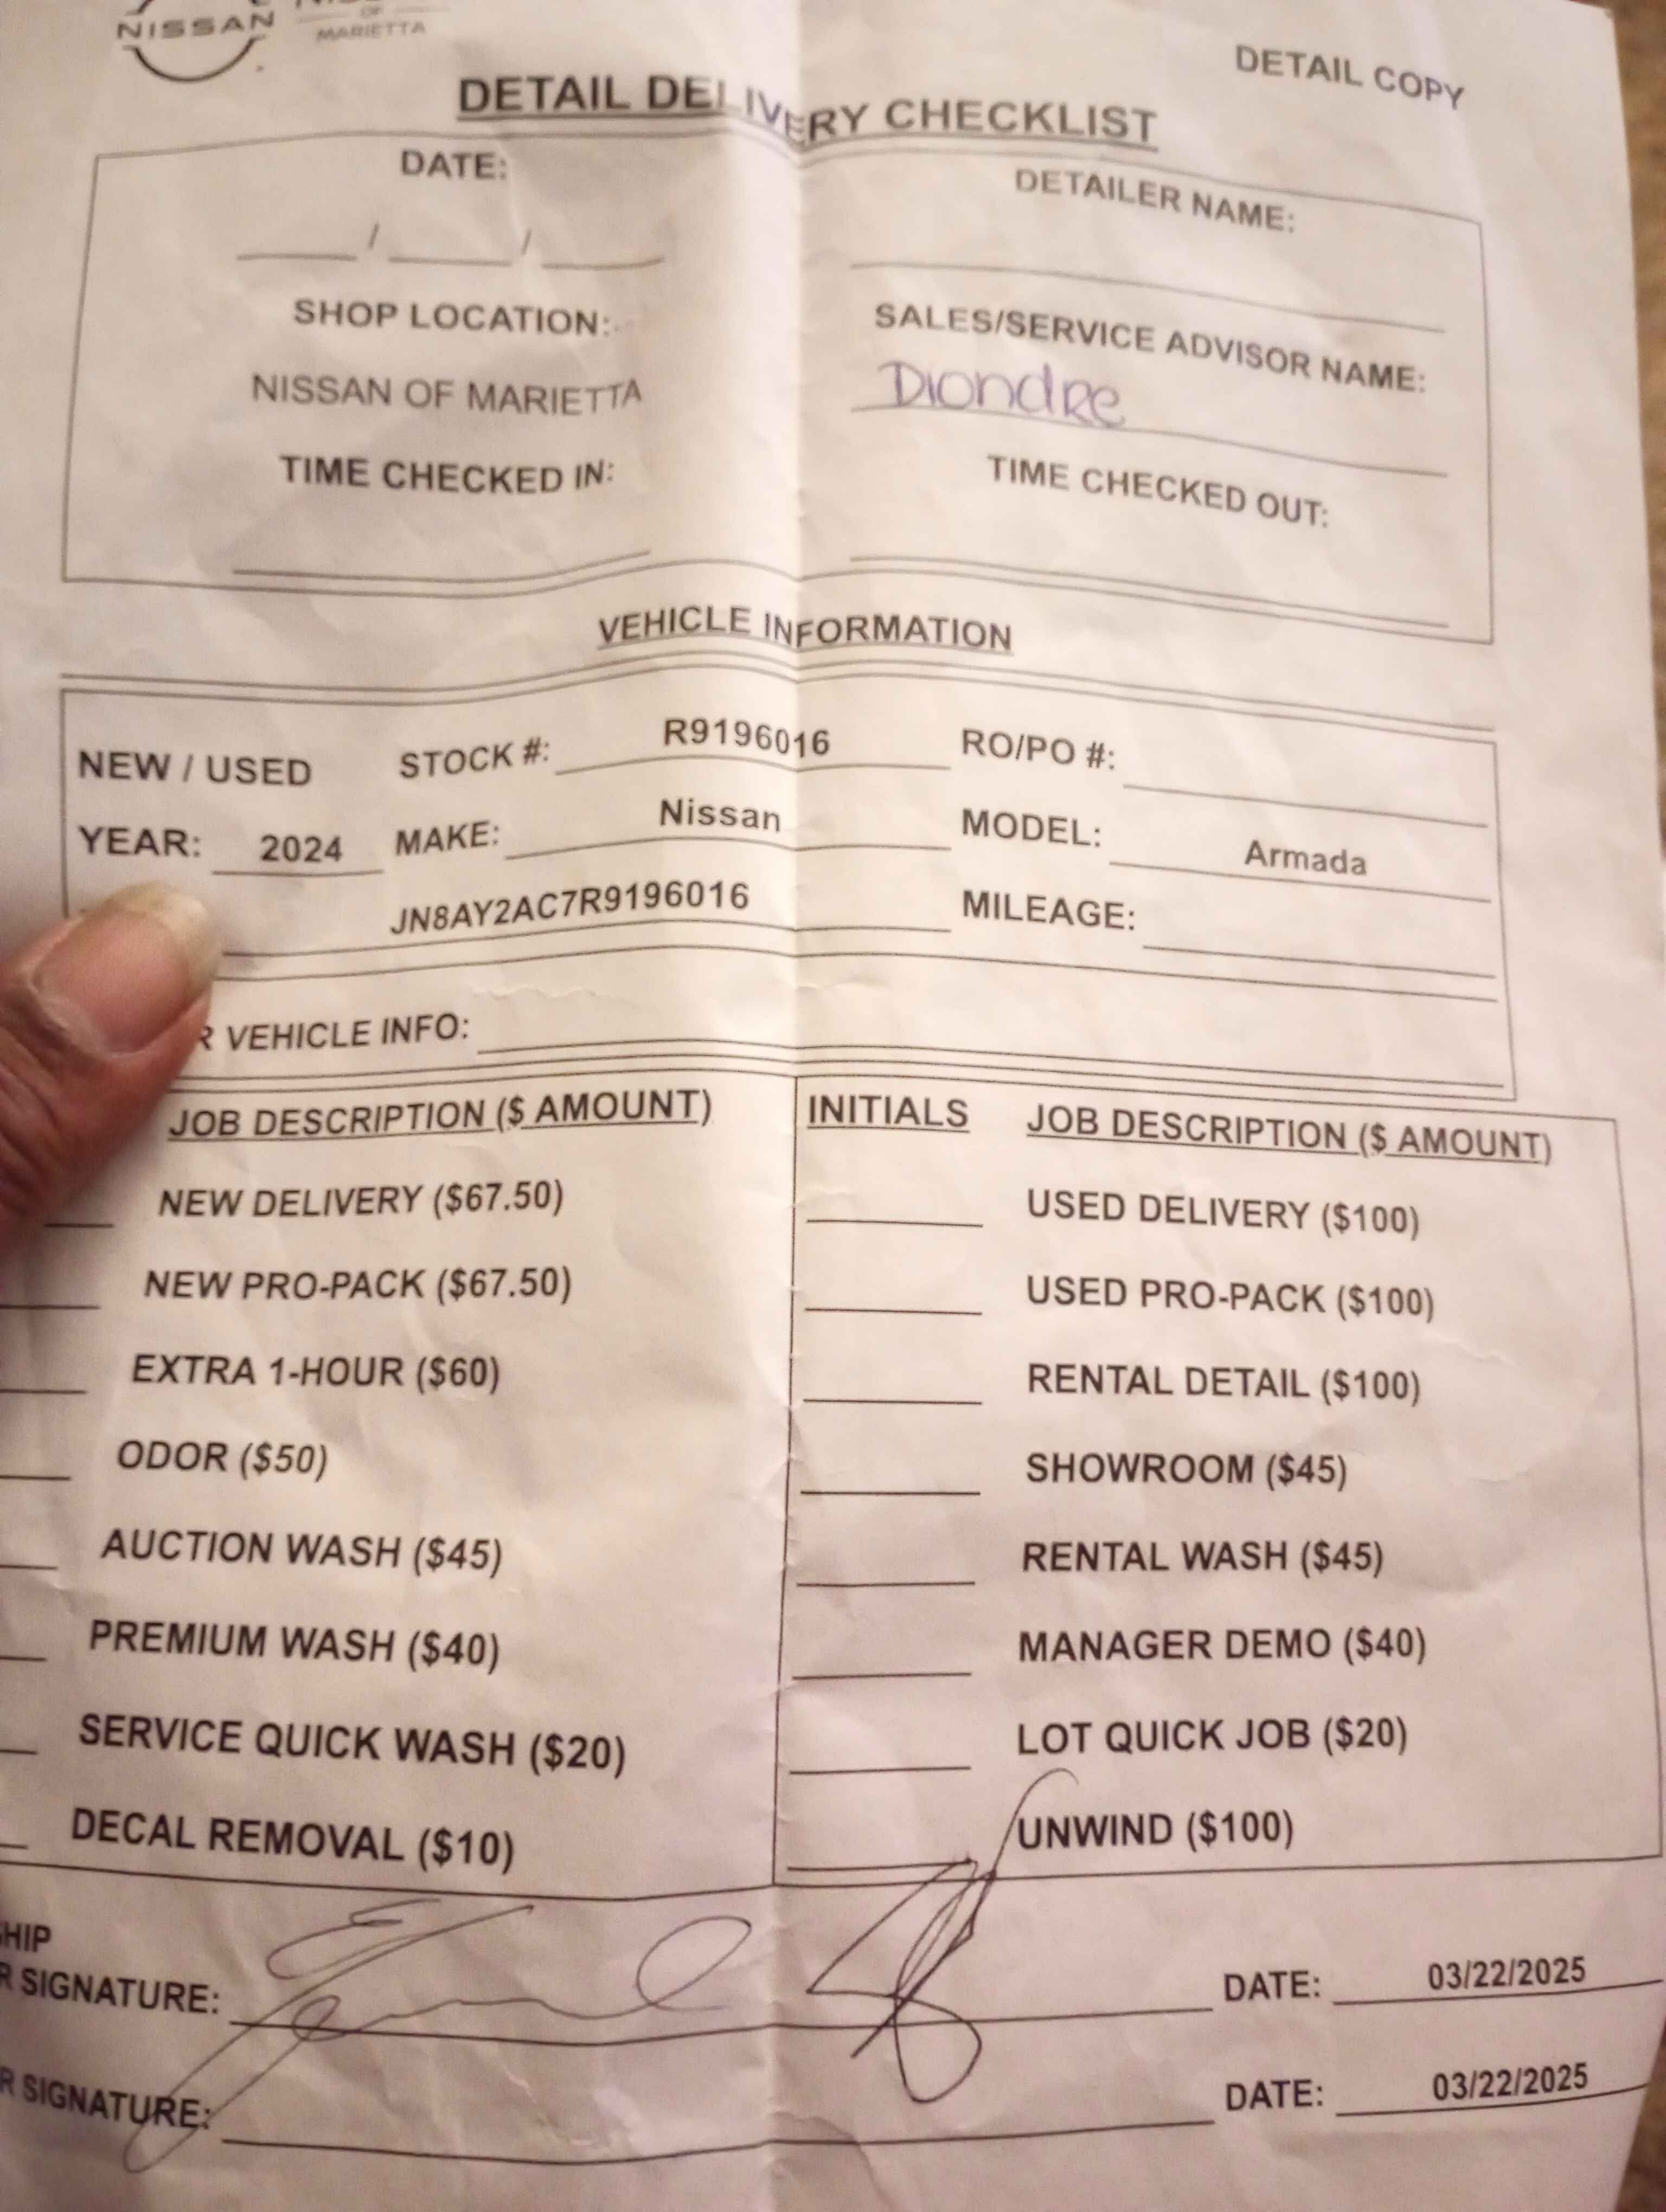 NISSAN
OF
MARIETTA
DETAIL COPY
DETAIL DELIVERY CHECKLIST
DATE:
DETAILER NAME:
/ /
SHOP LOCATION:
SALES/SERVICE ADVISOR NAME:
NISSAN OF MARIETTA
Diondre
TIME CHECKED IN:
TIME CHECKED OUT:
VEHICLE INFORMATION
NEW / USED STOCK #: R9196016 RO/PO #:
YEAR: 2024 MAKE: Nissan MODEL: Armada
JN8AY2AC7R9196016 MILEAGE:
R VEHICLE INFO:
JOB DESCRIPTION ($ AMOUNT) INITIALS JOB DESCRIPTION ($ AMOUNT)
NEW DELIVERY ($67.50) USED DELIVERY ($100)
NEW PRO-PACK ($67.50) USED PRO-PACK ($100)
EXTRA 1-HOUR ($60) RENTAL DETAIL ($100)
ODOR ($50) SHOWROOM ($45)
AUCTION WASH ($45) RENTAL WASH ($45)
PREMIUM WASH ($40) MANAGER DEMO ($40)
SERVICE QUICK WASH ($20) LOT QUICK JOB ($20)
DECAL REMOVAL ($10) UNWIND ($100)
SHIP
R SIGNATURE: DATE: 03/22/2025
R SIGNATURE: DATE: 03/22/2025